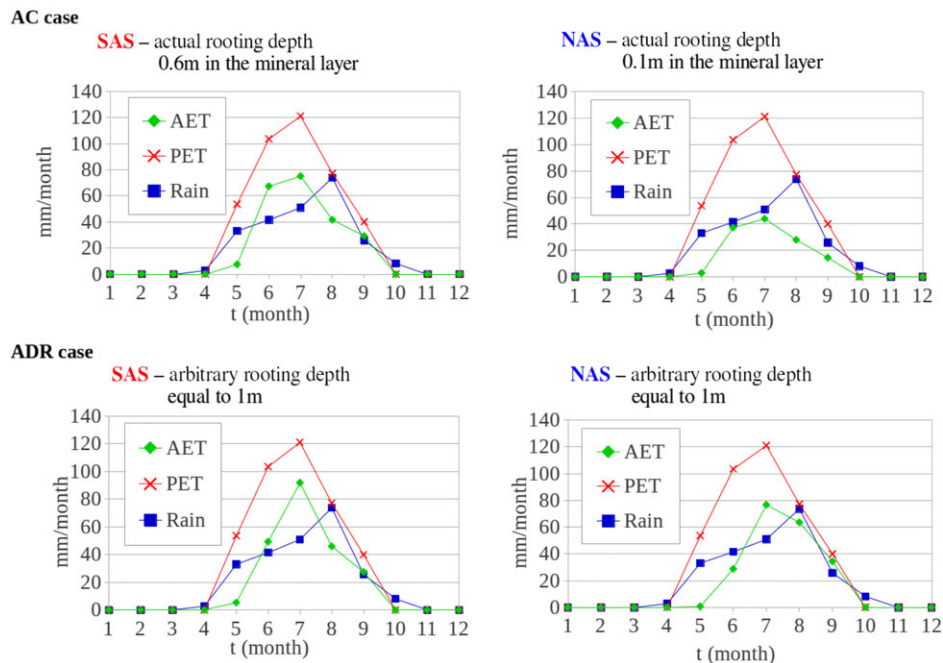 AC case
SAS – actual rooting depth
0.6m in the mineral layer
NAS – actual rooting depth
0.1m in the mineral layer
140
120
100
80
60
40
20
0
mm/month
AET
PET
Rain
1 2 3 4 5 6 7 8 9 10 11 12
t (month)
140
120
100
80
60
40
20
0
mm/month
AET
PET
Rain
1 2 3 4 5 6 7 8 9 10 11 12
t (month)
ADR case
SAS – arbitrary rooting depth
equal to 1m
NAS – arbitrary rooting depth
equal to 1m
140
120
100
80
60
40
20
0
mm/month
AET
PET
Rain
1 2 3 4 5 6 7 8 9 10 11 12
t (month)
140
120
100
80
60
40
20
0
mm/month
AET
PET
Rain
1 2 3 4 5 6 7 8 9 10 11 12
t (month)